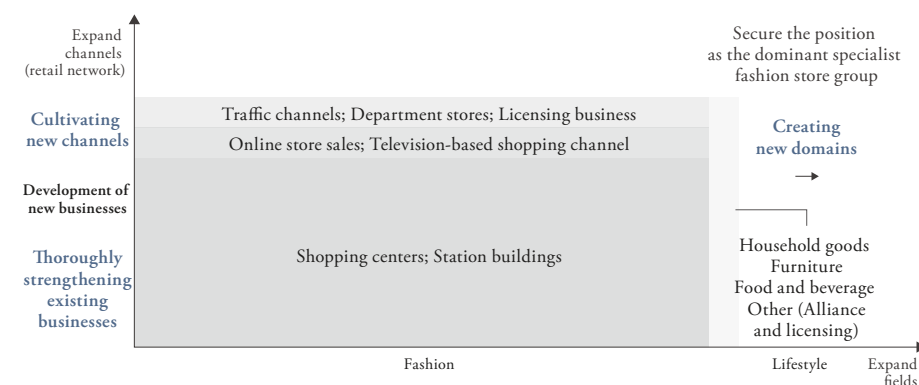 Expand
channels
(retail network)
Secure the position
as the dominant specialist
fashion store group
Cultivating
new channels
Traffic channels; Department stores; Licensing business
Online store sales; Television-based shopping channel
Creating
new domains
Development of
new businesses
Thoroughly
strengthening
existing
businesses
Shopping centers; Station buildings
Household goods
Furniture
Food and beverage
Other (Alliance
and licensing)
Fashion
Lifestyle
Expand
fields